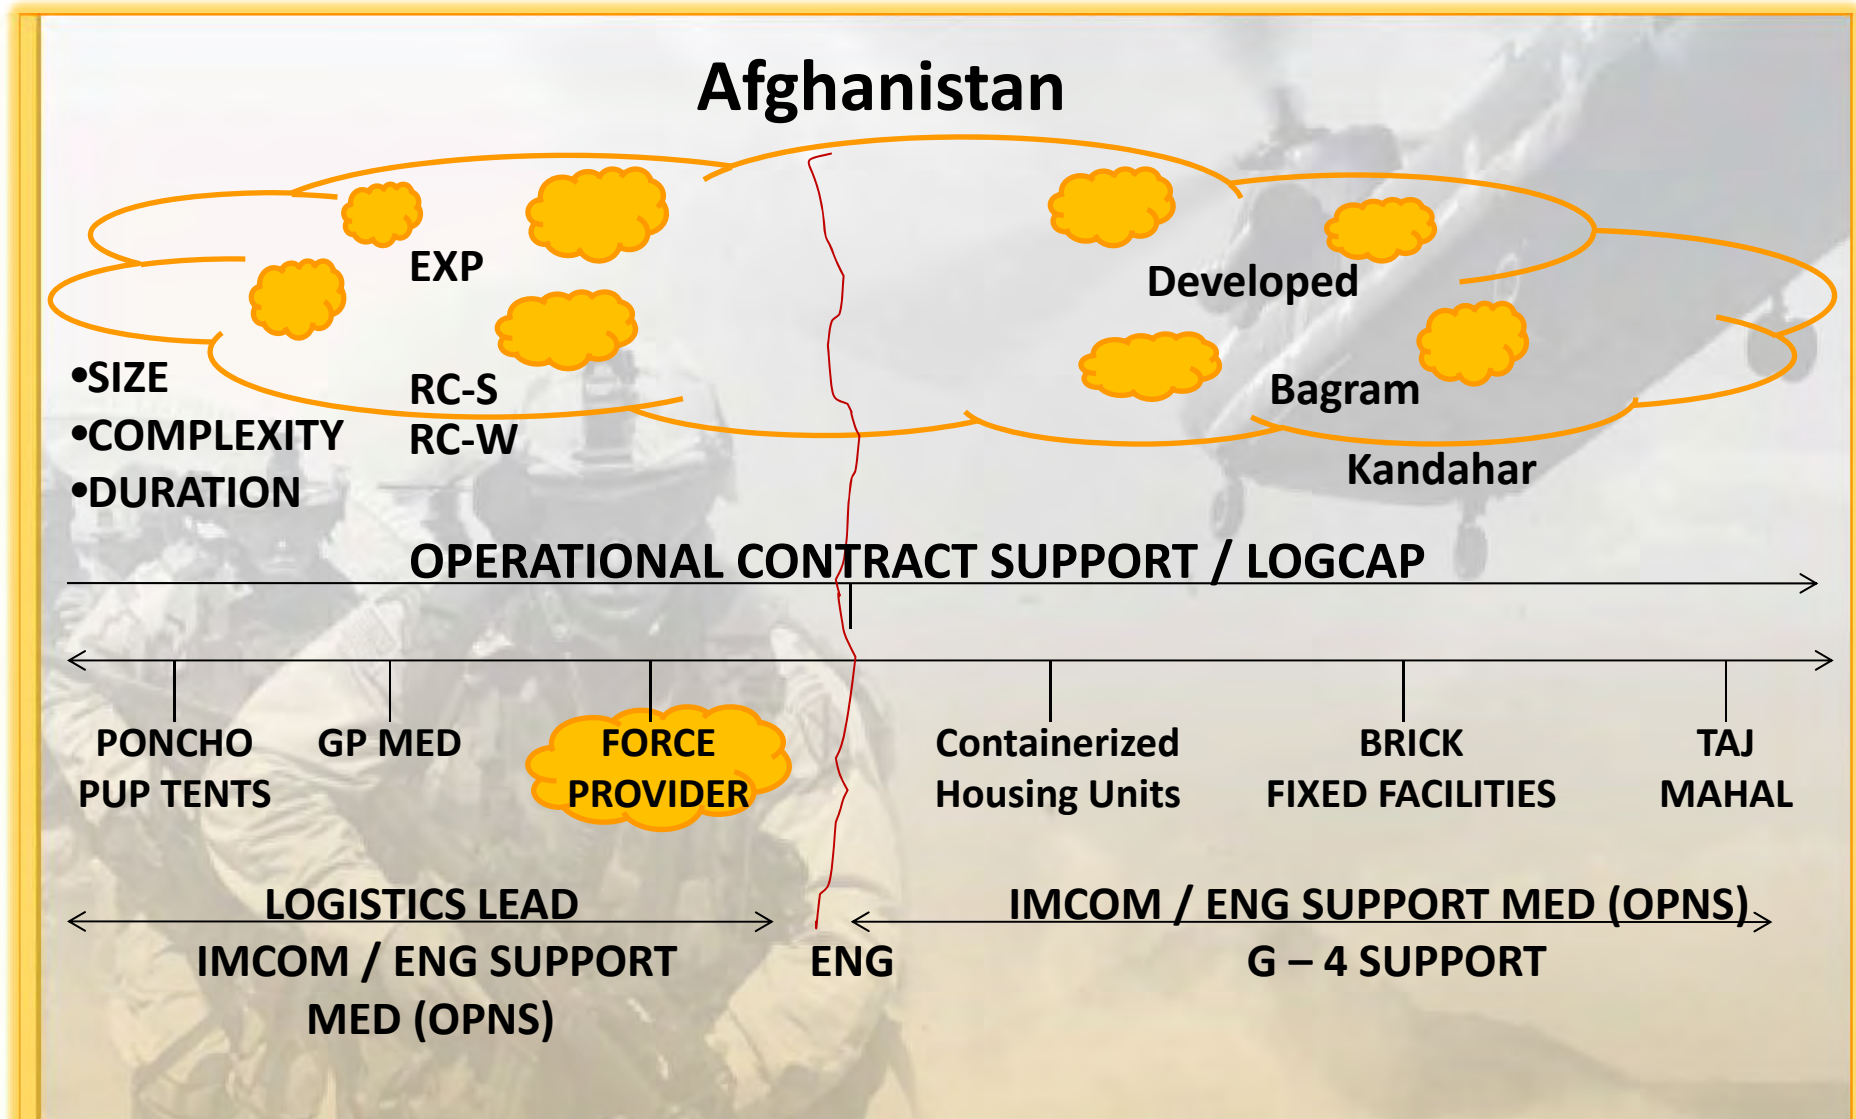 Afghanistan
EXP
Developed
•SIZE
•COMPLEXITY
•DURATION
RC-S
RC-W
Bagram
Kandahar
OPERATIONAL CONTRACT SUPPORT / LOGCAP
PONCHO
PUP TENTS
GP MED
FORCE
PROVIDER
Containerized
Housing Units
BRICK
FIXED FACILITIES
TAJ
MAHAL
LOGISTICS LEAD
IMCOM / ENG SUPPORT
MED (OPNS)
ENG
IMCOM / ENG SUPPORT MED (OPNS)
G – 4 SUPPORT